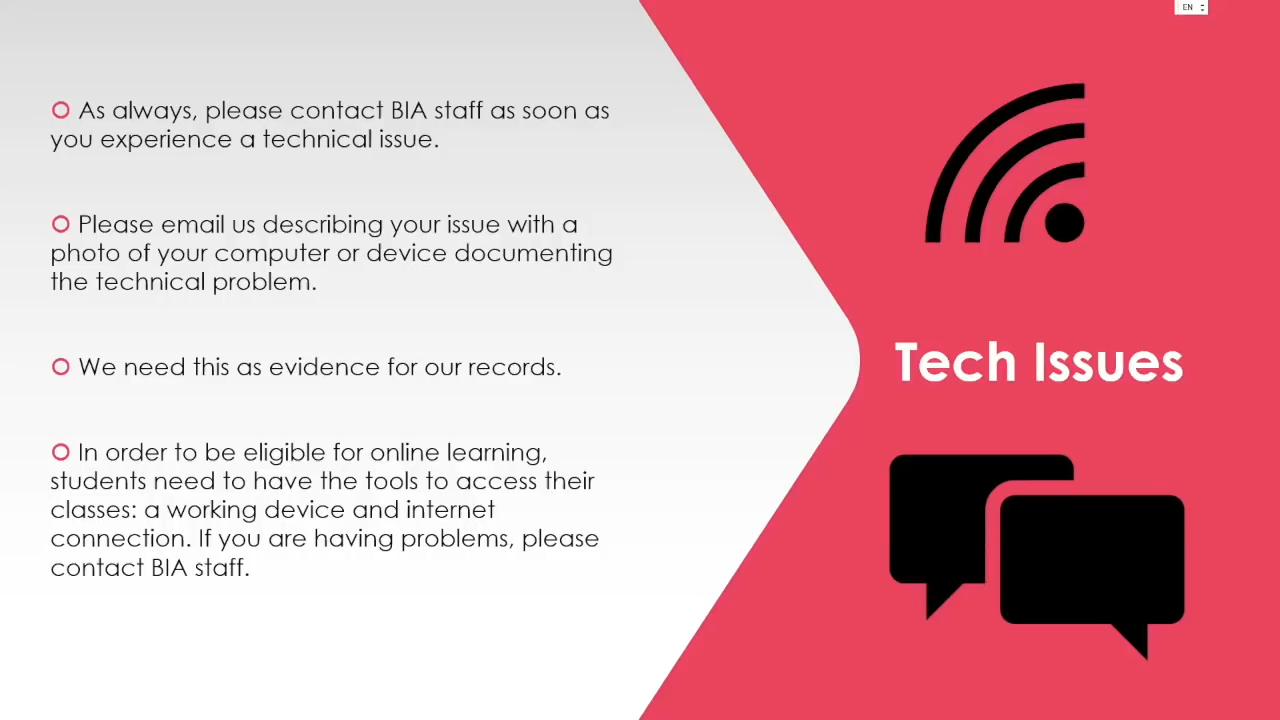 EN
As always, please contact BIA staff as soon as
you experience a technical issue.
Please email us describing your issue with a
photo of your computer or device documenting
the technical problem.
We need this as evidence for our records.
In order to be eligible for online learning,
students need to have the tools to access their
classes: a working device and internet
connection. If you are having problems, please
contact BIA staff.
Tech Issues